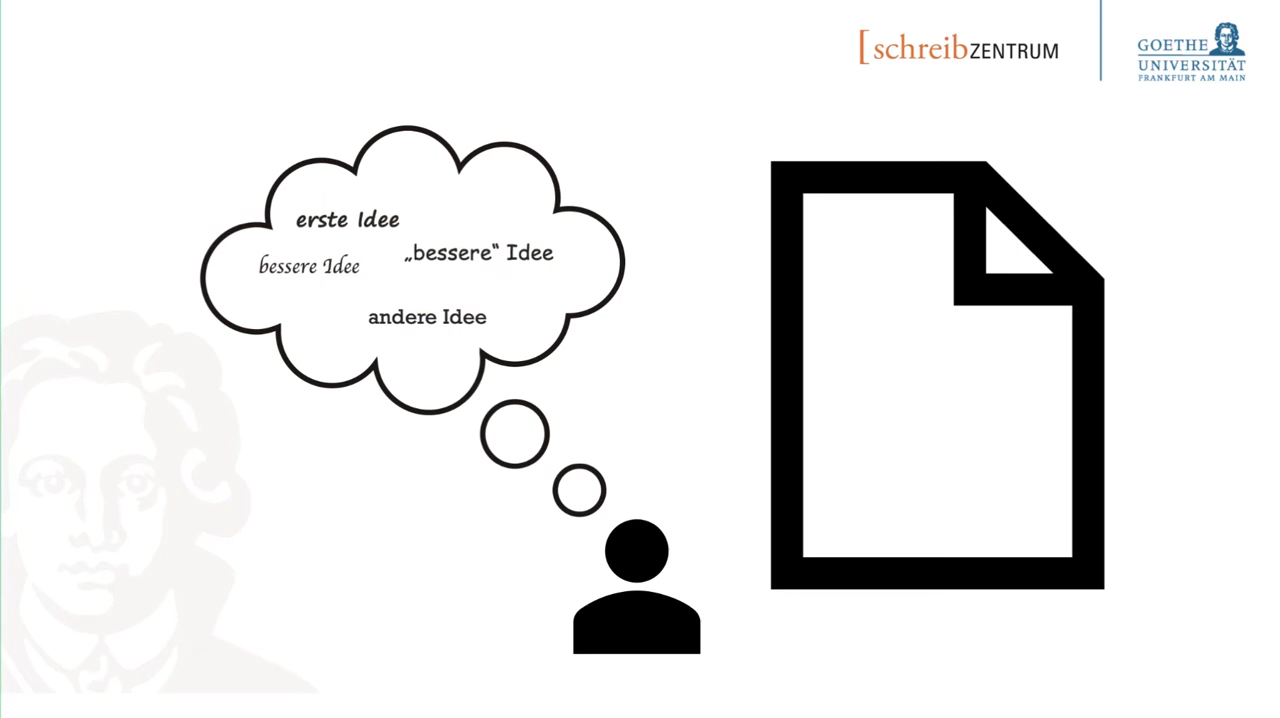 [schreibZENTRUM
GOETHE
UNIVERSITÄT
FRANKFURT AM MAIN
erste Idee
„bessere“ Idee
bessere Idee
andere Idee